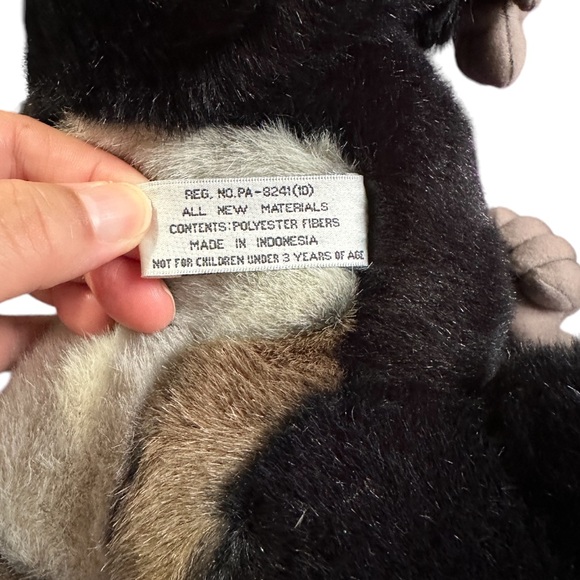 REG. NO.PA-8241(ID)
ALL NEW MATERIALS
CONTENTS:POLYESTER FIBERS
MADE IN INDONESIA
NOT FOR CHILDREN UNDER 3 YEARS OF AGE